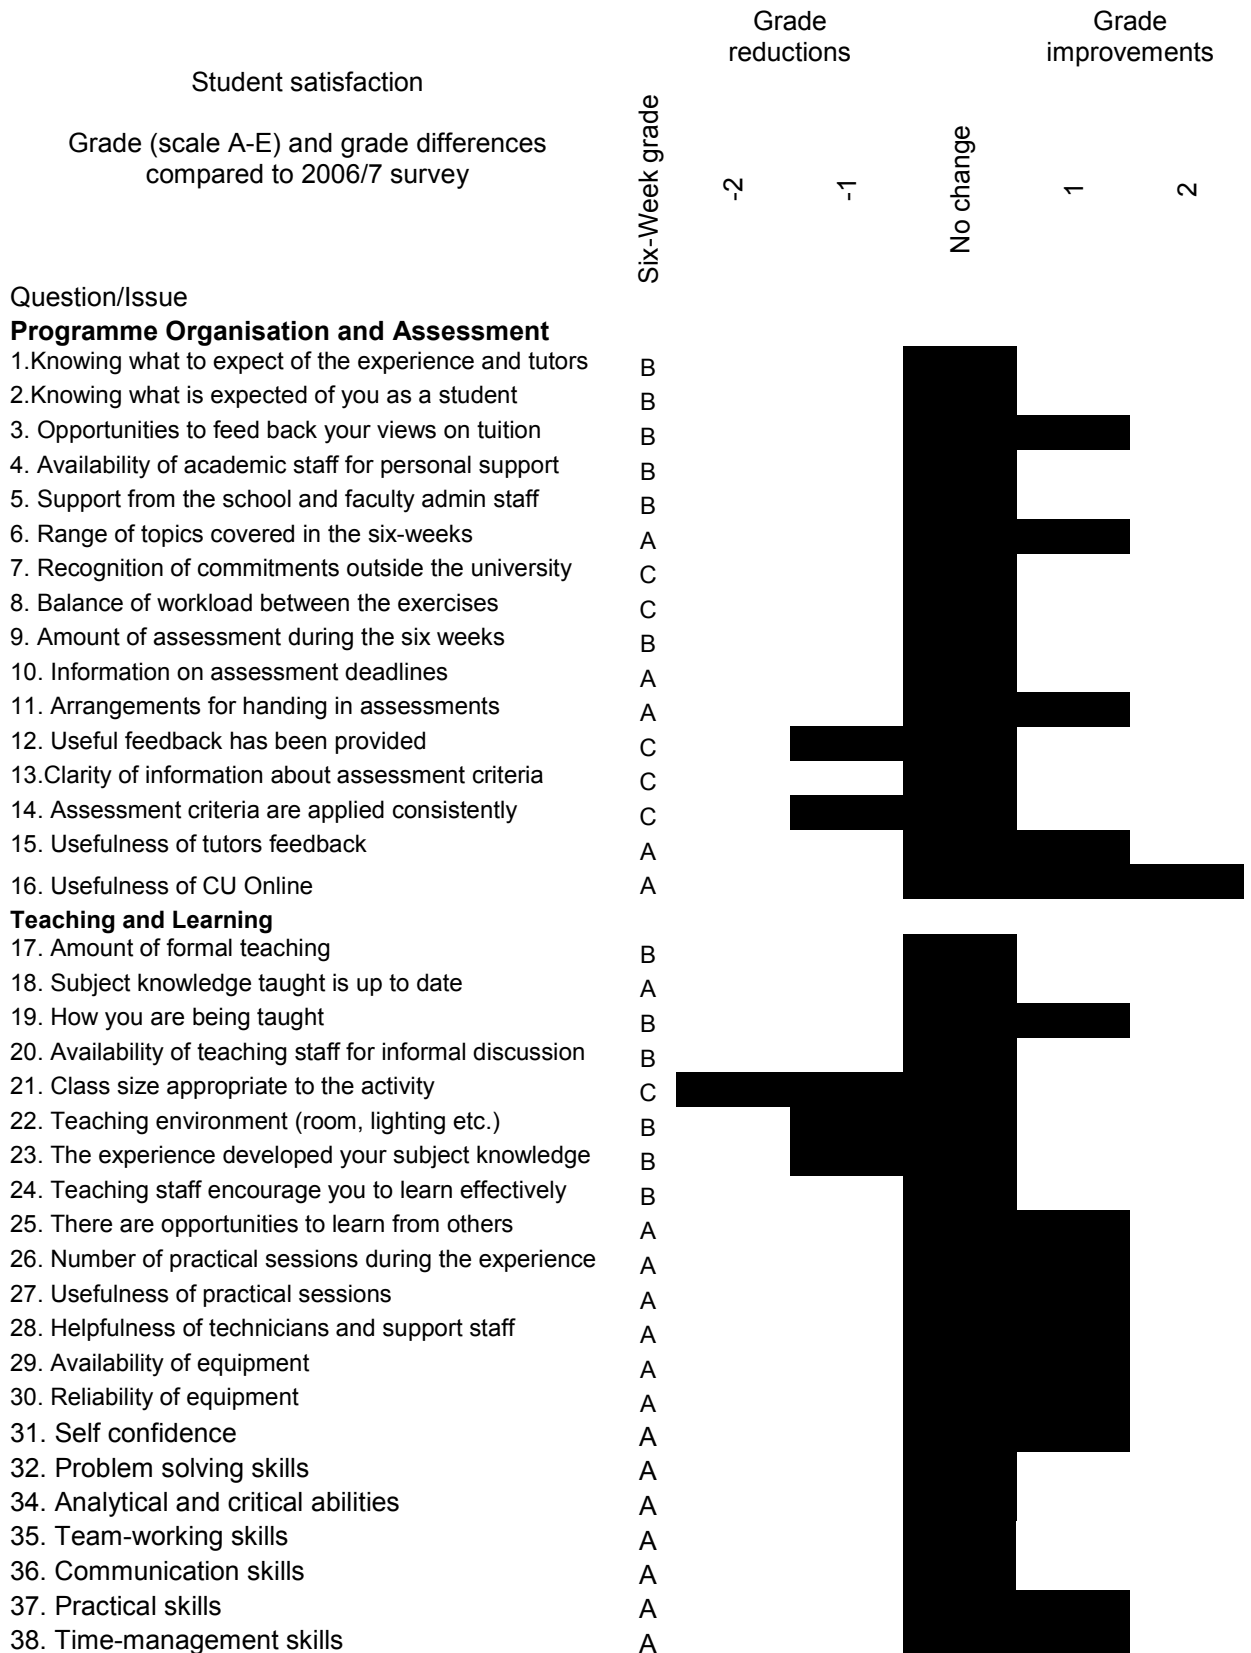 Grade
reductions
Grade
improvements
Student satisfaction
Grade (scale A-E) and grade differences
compared to 2006/7 survey
Six-Week grade
-2
-1
No change
1
2
Question/Issue
Programme Organisation and Assessment
1.Knowing what to expect of the experience and tutors B
2.Knowing what is expected of you as a student B
3. Opportunities to feed back your views on tuition B
4. Availability of academic staff for personal support B
5. Support from the school and faculty admin staff B
6. Range of topics covered in the six-weeks A
7. Recognition of commitments outside the university C
8. Balance of workload between the exercises C
9. Amount of assessment during the six weeks B
10. Information on assessment deadlines A
11. Arrangements for handing in assessments A
12. Useful feedback has been provided C
13.Clarity of information about assessment criteria C
14. Assessment criteria are applied consistently C
15. Usefulness of tutors feedback A
16. Usefulness of CU Online A
Teaching and Learning
17. Amount of formal teaching B
18. Subject knowledge taught is up to date A
19. How you are being taught B
20. Availability of teaching staff for informal discussion B
21. Class size appropriate to the activity C
22. Teaching environment (room, lighting etc.) B
23. The experience developed your subject knowledge B
24. Teaching staff encourage you to learn effectively B
25. There are opportunities to learn from others A
26. Number of practical sessions during the experience A
27. Usefulness of practical sessions A
28. Helpfulness of technicians and support staff A
29. Availability of equipment A
30. Reliability of equipment A
31. Self confidence A
32. Problem solving skills A
34. Analytical and critical abilities A
35. Team-working skills A
36. Communication skills A
37. Practical skills A
38. Time-management skills A